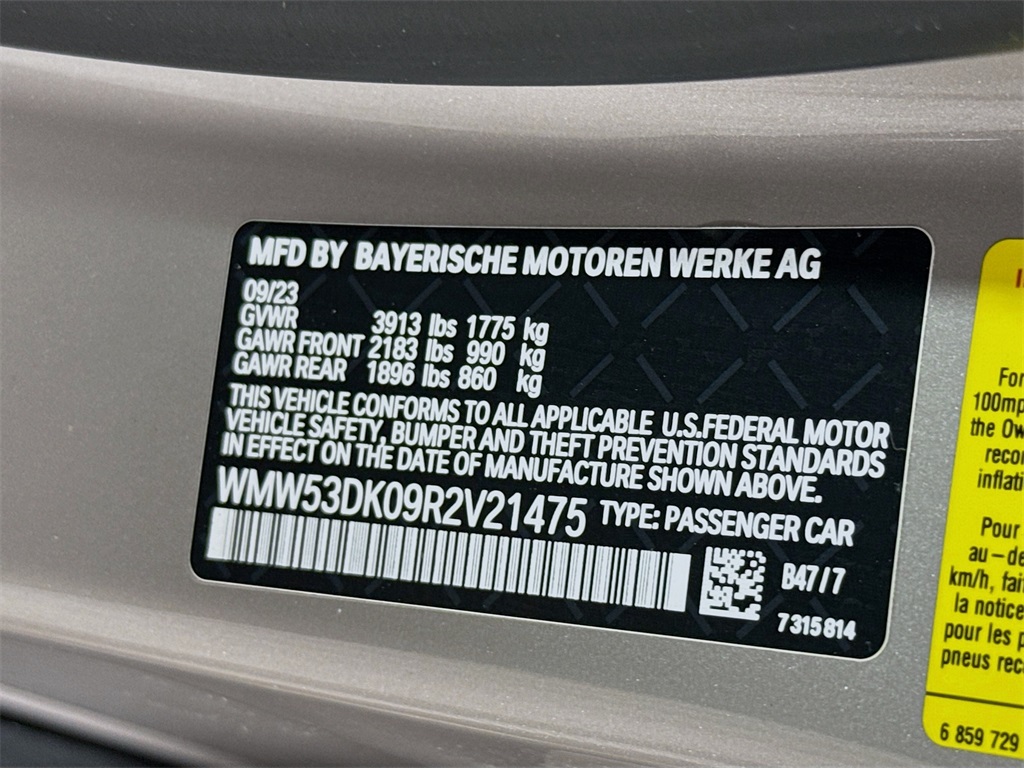 MFD BY BAYERISCHE MOTOREN WERKE AG
09/23
GVWR 3913 lbs 1775 kg
GAWR FRONT 2183 lbs 990 kg
GAWR REAR 1896 lbs 860 kg
THIS VEHICLE CONFORMS TO ALL APPLICABLE U.S.FEDERAL MOTOR
VEHICLE SAFETY, BUMPER AND THEFT PREVENTION STANDARDS
IN EFFECT ON THE DATE OF MANUFACTURE SHOWN ABOVE.
WMW53DK09R2V21475 TYPE: PASSENGER CAR
B47/7
7315814
For
100mp
the Ow
recor
inflati
Pour
au-de
km/h, fai
la notice
pour les p
pneus rec
6 859 729